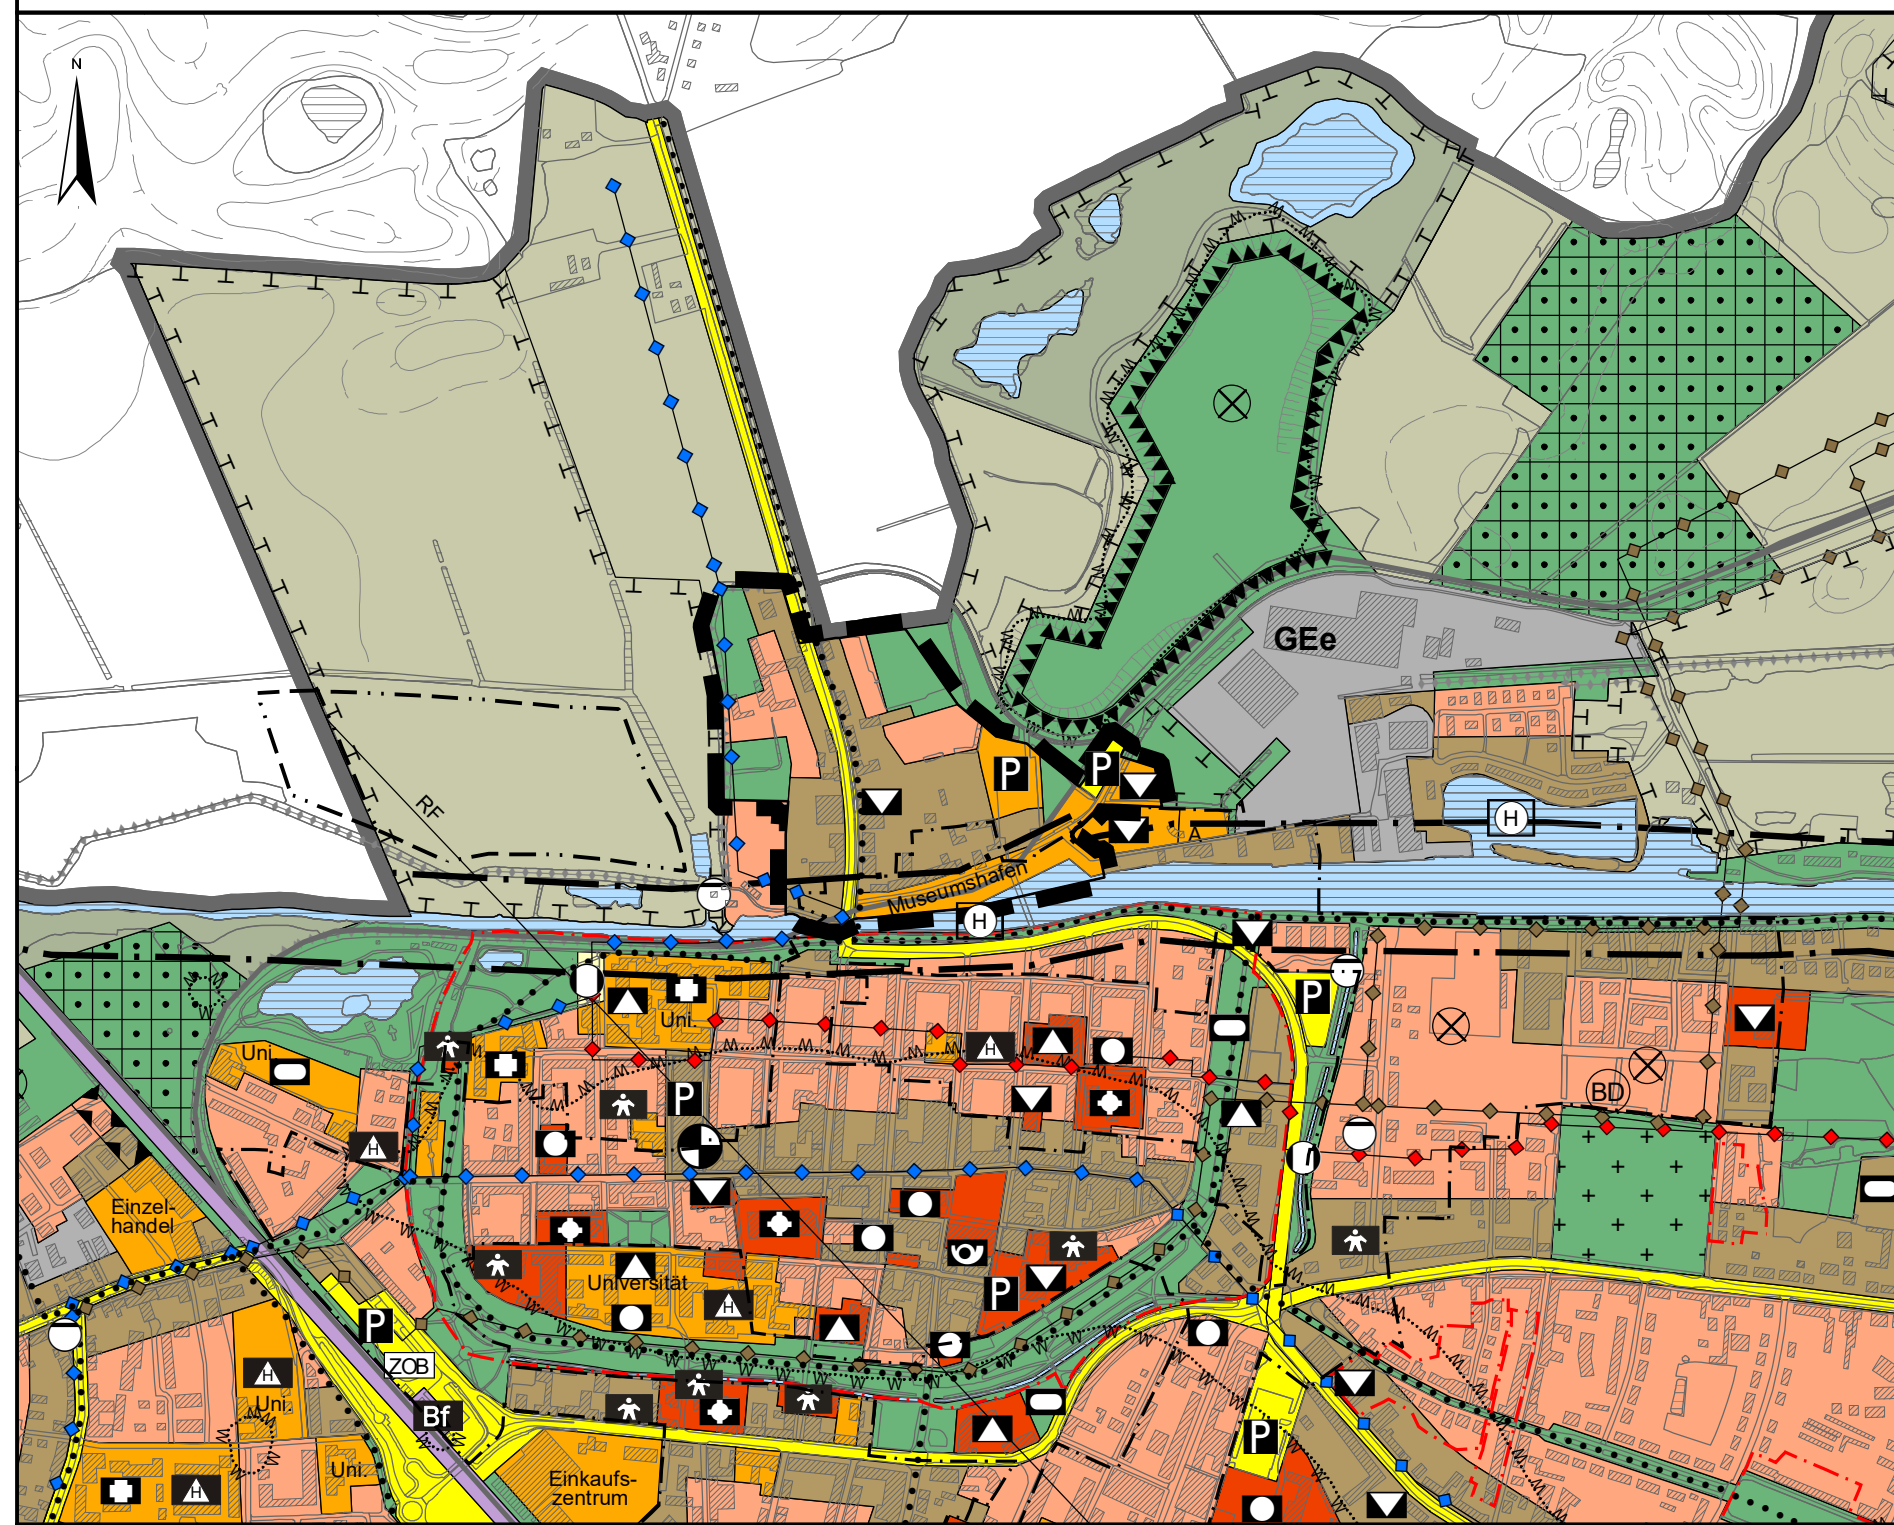 N
GEe
RF
P
P
A
H
Museumshafen
H
P
Uni.
Uni.
H
BD
P
H
Einzel-
handel
P
Universität
H
P
ZOB
H
Uni.
Bf
P
Uni.
Einkaufs-
zentrum
H